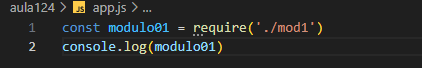 aula124 > JS app.js > ...
1 const modulo01 = require('./mod1')
2 console.log(modulo01)